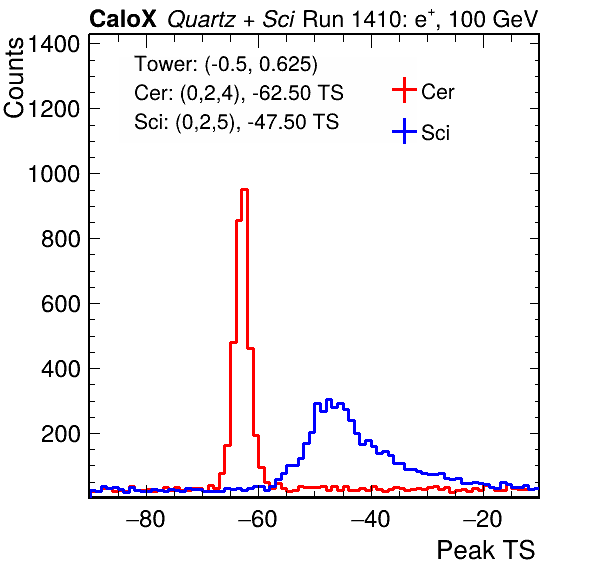 CaloX Quartz + Sci Run 1410: e⁺, 100 GeV
Counts
1400
1200
1000
800
600
400
200
Tower: (-0.5, 0.625)
Cer: (0,2,4), -62.50 TS
Sci: (0,2,5), -47.50 TS
Cer
Sci
−80 −60 −40 −20
Peak TS